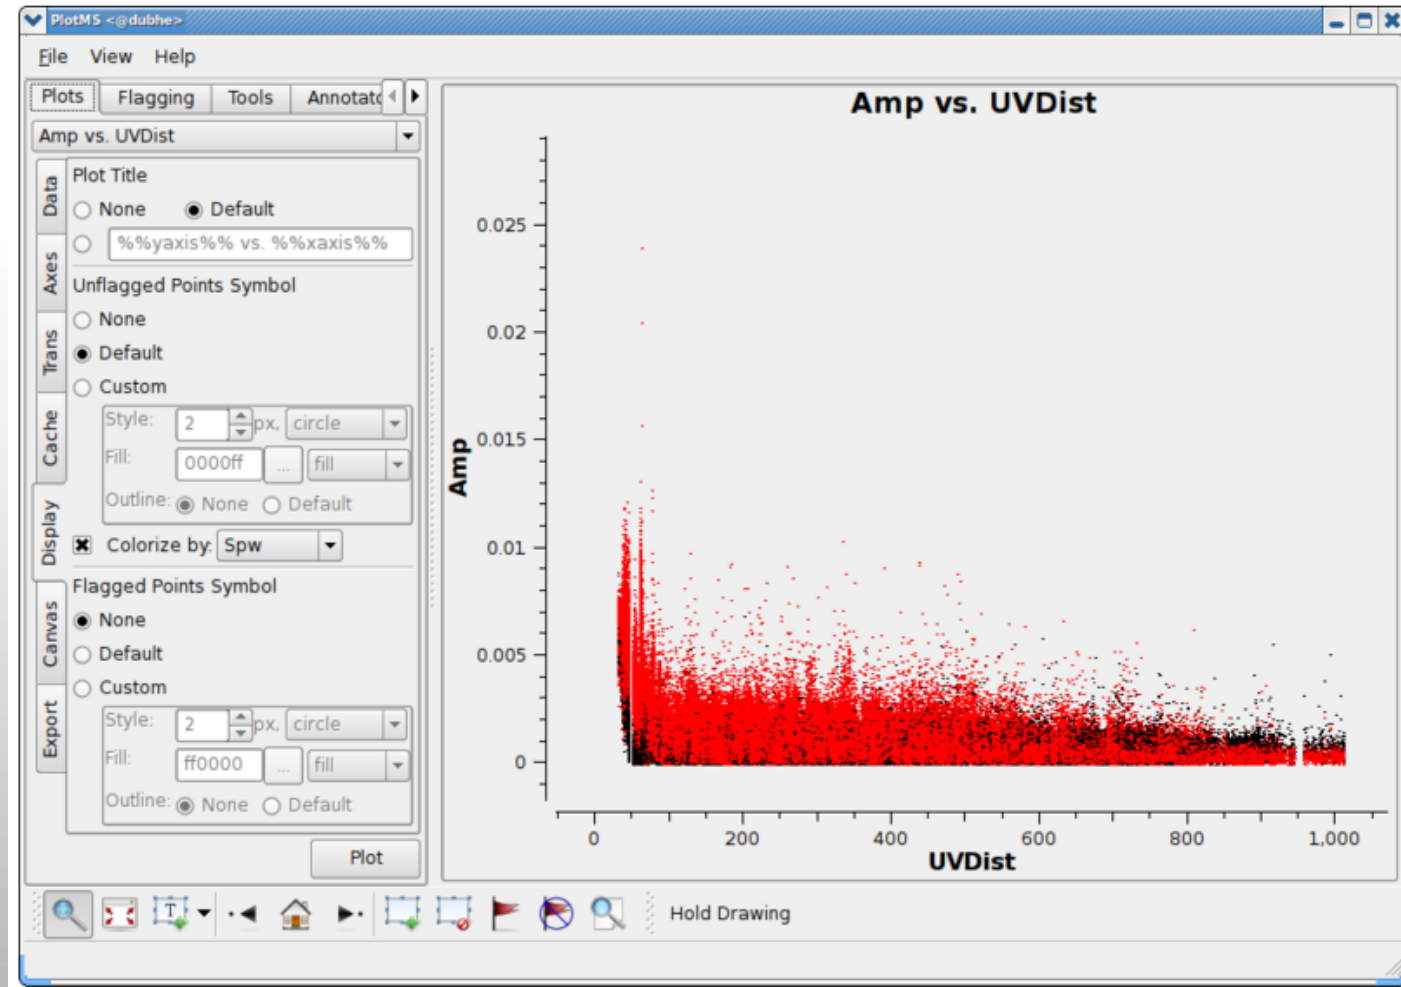 PlotMS <@dubhe>
File View Help
Plots Flagging Tools Annotato
Amp vs. UVDist
Data
Axes
Trans
Cache
Display
Canvas
Export
Plot Title
None Default
%%yaxis%% vs. %%xaxis%%
Unflagged Points Symbol
None
Default
Custom
Style: 2 px, circle
Fill: 0000ff ... fill
Outline: None Default
Colorize by: Spw
Flagged Points Symbol
None
Default
Custom
Style: 2 px, circle
Fill: ff0000 ... fill
Outline: None Default
Plot
Amp vs. UVDist
0.025
0.02
0.015
0.01
0.005
0
Amp
0 200 400 600 800 1,000
UVDist
T
Hold Drawing